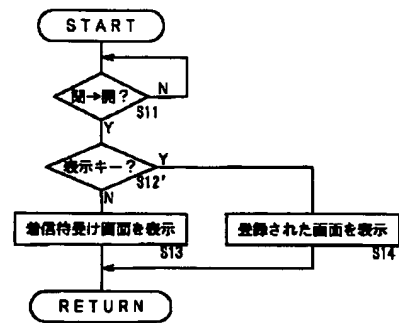 START
閉→開?
N
S11
Y
表示キー?
Y
S12'
N
着信待受け画面を表示
登録された画面を表示
S13
S14
RETURN